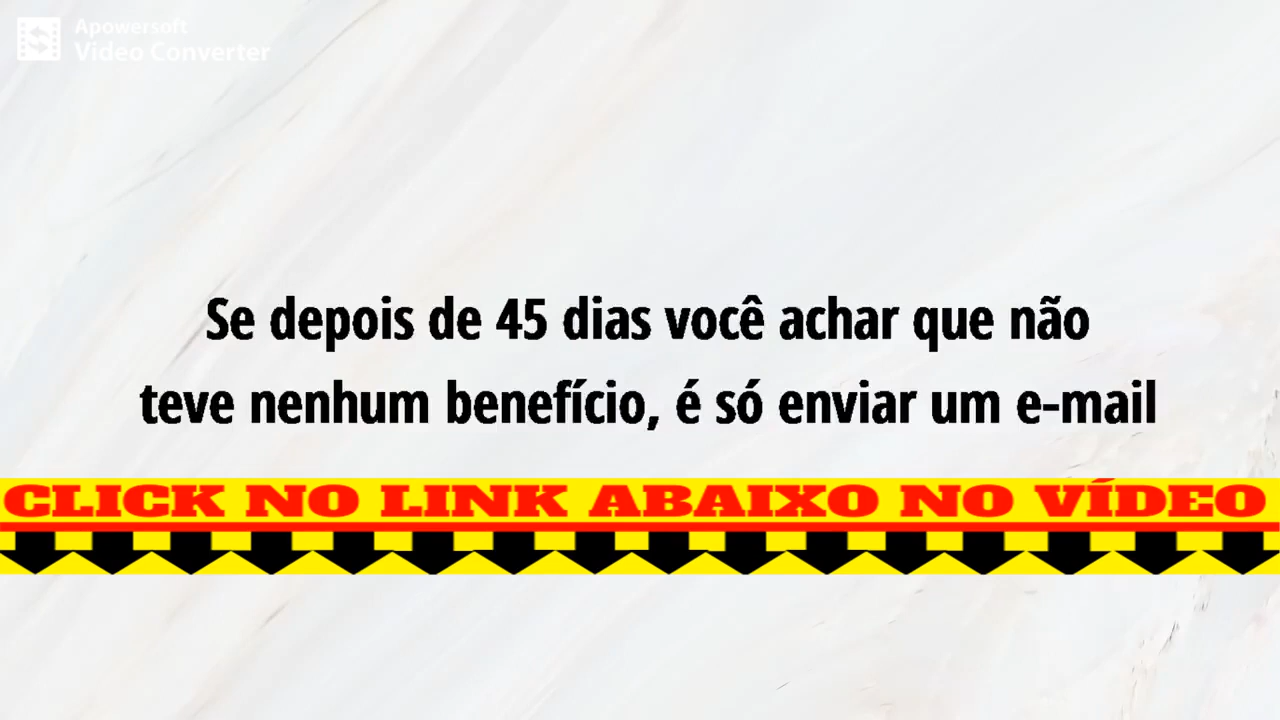 Apowersoft
Video Converter
Se depois de 45 dias você achar que não
teve nenhum benefício, é só enviar um e-mail
CLICK NO LINK ABAIXO NO VÍDEO